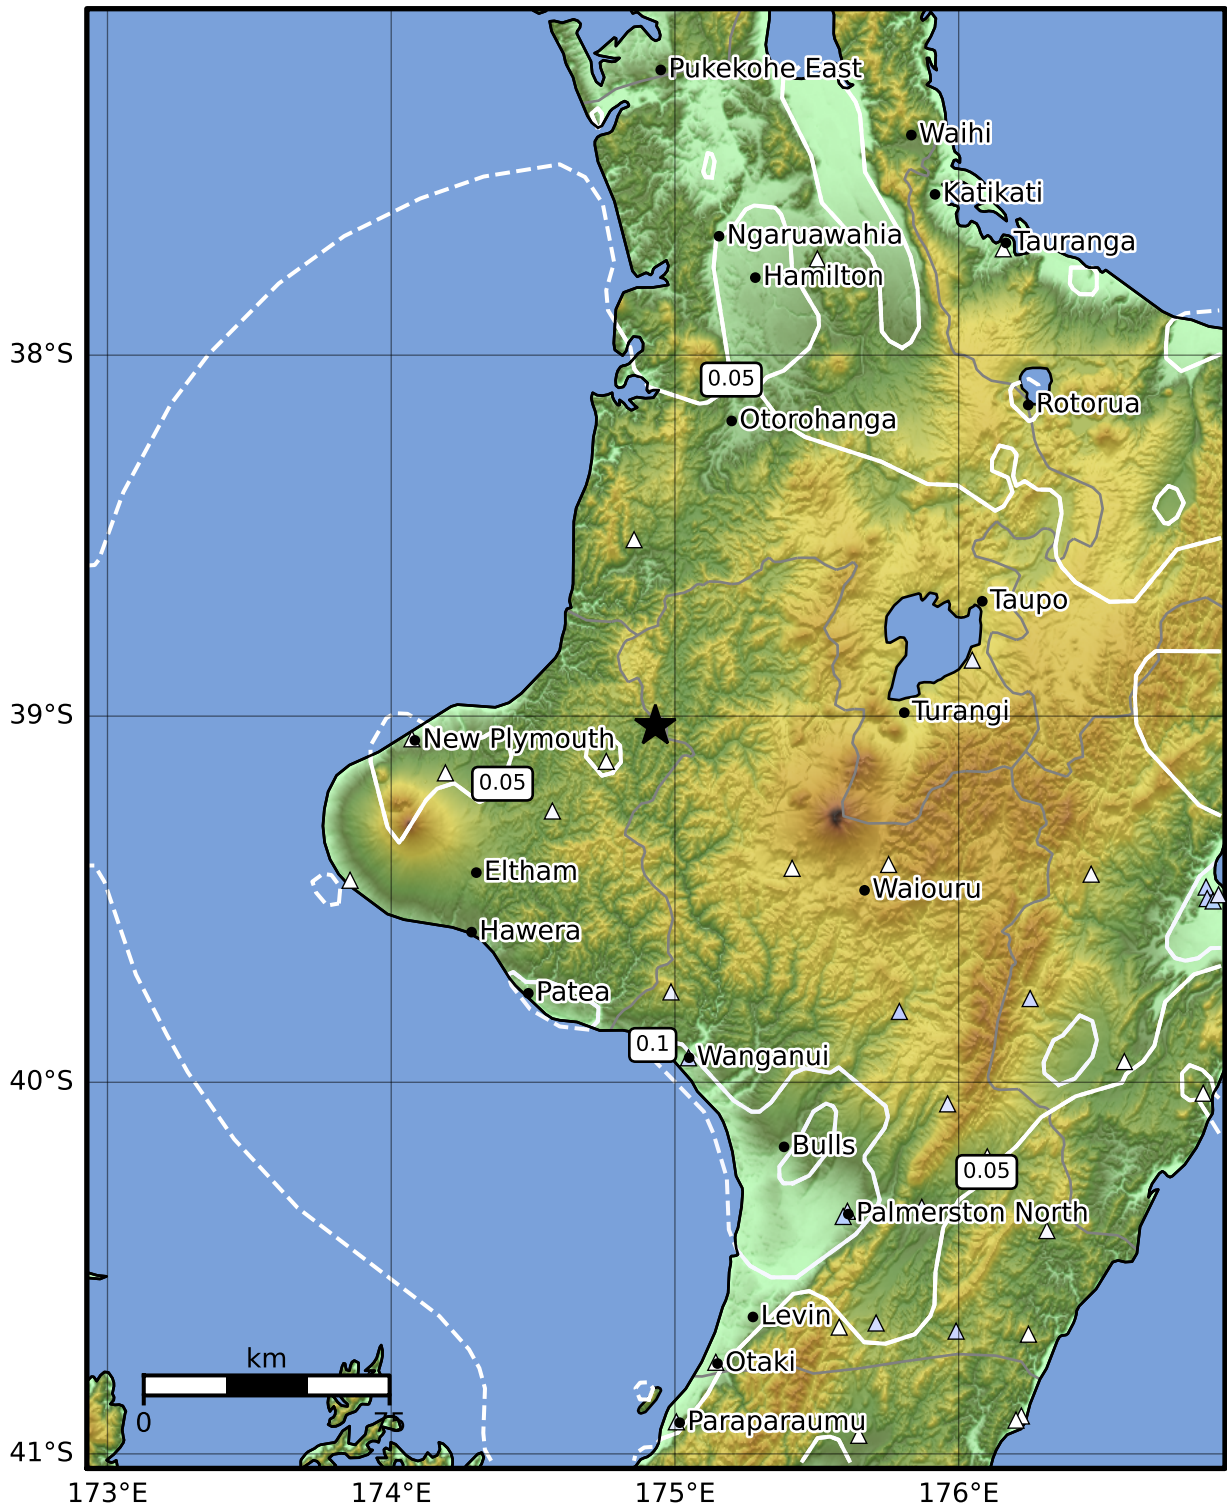 Pukekohe East
Waihi
Katikati
Ngaruawahia
Tauranga
Hamilton
38°S
0.05
Rotorua
Otorohanga
Taupo
39°S
Turangi
New Plymouth
0.05
Eltham
Waiouru
Hawera
Patea
0.1
Wanganui
40°S
Bulls
0.05
Palmerston North
Levin
km
Otaki
0
Paraparaumu
41°S
173°E
174°E
175°E
176°E